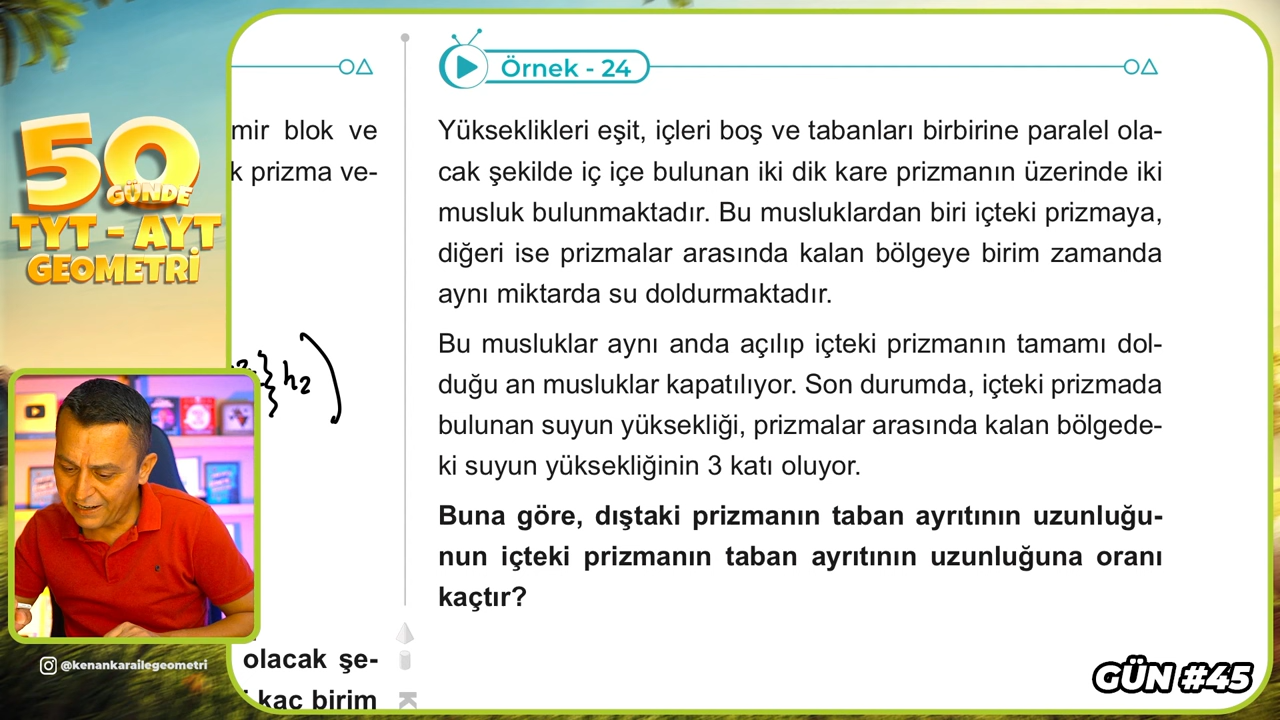 50
GÜNDE
TYT - AYT
GEOMETRİ
mir blok ve
k prizma ve-
h₂
olacak şe-
kaç birim
@kenankarailegeometri
Örnek - 24
Yükseklikleri eşit, içleri boş ve tabanları birbirine paralel ola-
cak şekilde iç içe bulunan iki dik kare prizmanın üzerinde iki
musluk bulunmaktadır. Bu musluklardan biri içteki prizmaya,
diğeri ise prizmalar arasında kalan bölgeye birim zamanda
aynı miktarda su doldurmaktadır.
Bu musluklar aynı anda açılıp içteki prizmanın tamamı dol-
duğu an musluklar kapatılıyor. Son durumda, içteki prizmada
bulunan suyun yüksekliği, prizmalar arasında kalan bölgede-
ki suyun yüksekliğinin 3 katı oluyor.
Buna göre, dıştaki prizmanın taban ayrıtının uzunluğu-
nun içteki prizmanın taban ayrıtının uzunluğuna oranı
kaçtır?
GÜN #45